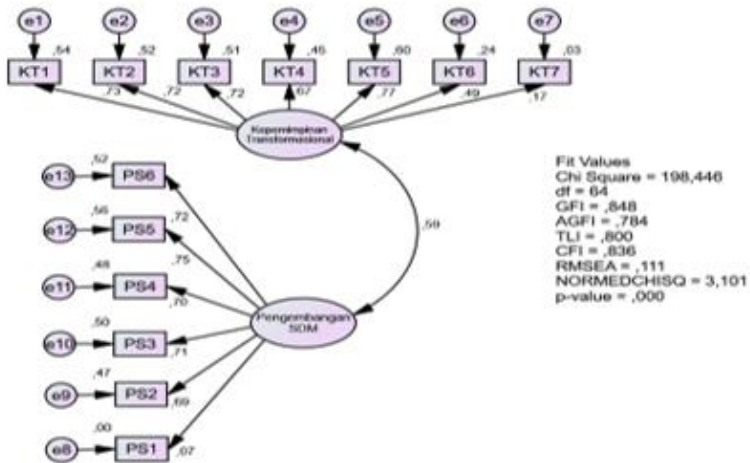 e1 e2 e3 e4 e5 e6 e7
,54 ,52 ,51 ,45 ,60 ,24 ,03
KT1 KT2 KT3 KT4 KT5 KT6 KT7
,73 ,72 ,72 ,67 ,77 ,49 ,17
Kepemimpinan
Transformasional
,59
Fit Values
Chi Square = 198,446
df = 64
GFI = ,848
AGFI = ,784
TLI = ,800
CFI = ,836
RMSEA = ,111
NORMEDCHISQ = 3,101
p-value = ,000
e13 ,52 PS6 ,72
e12 ,56 PS5 ,75
e11 ,48 PS4 ,70
e10 ,50 PS3 ,71
e9 ,47 PS2 ,69
e8 ,00 PS1 ,07
Pengembangan
SDM